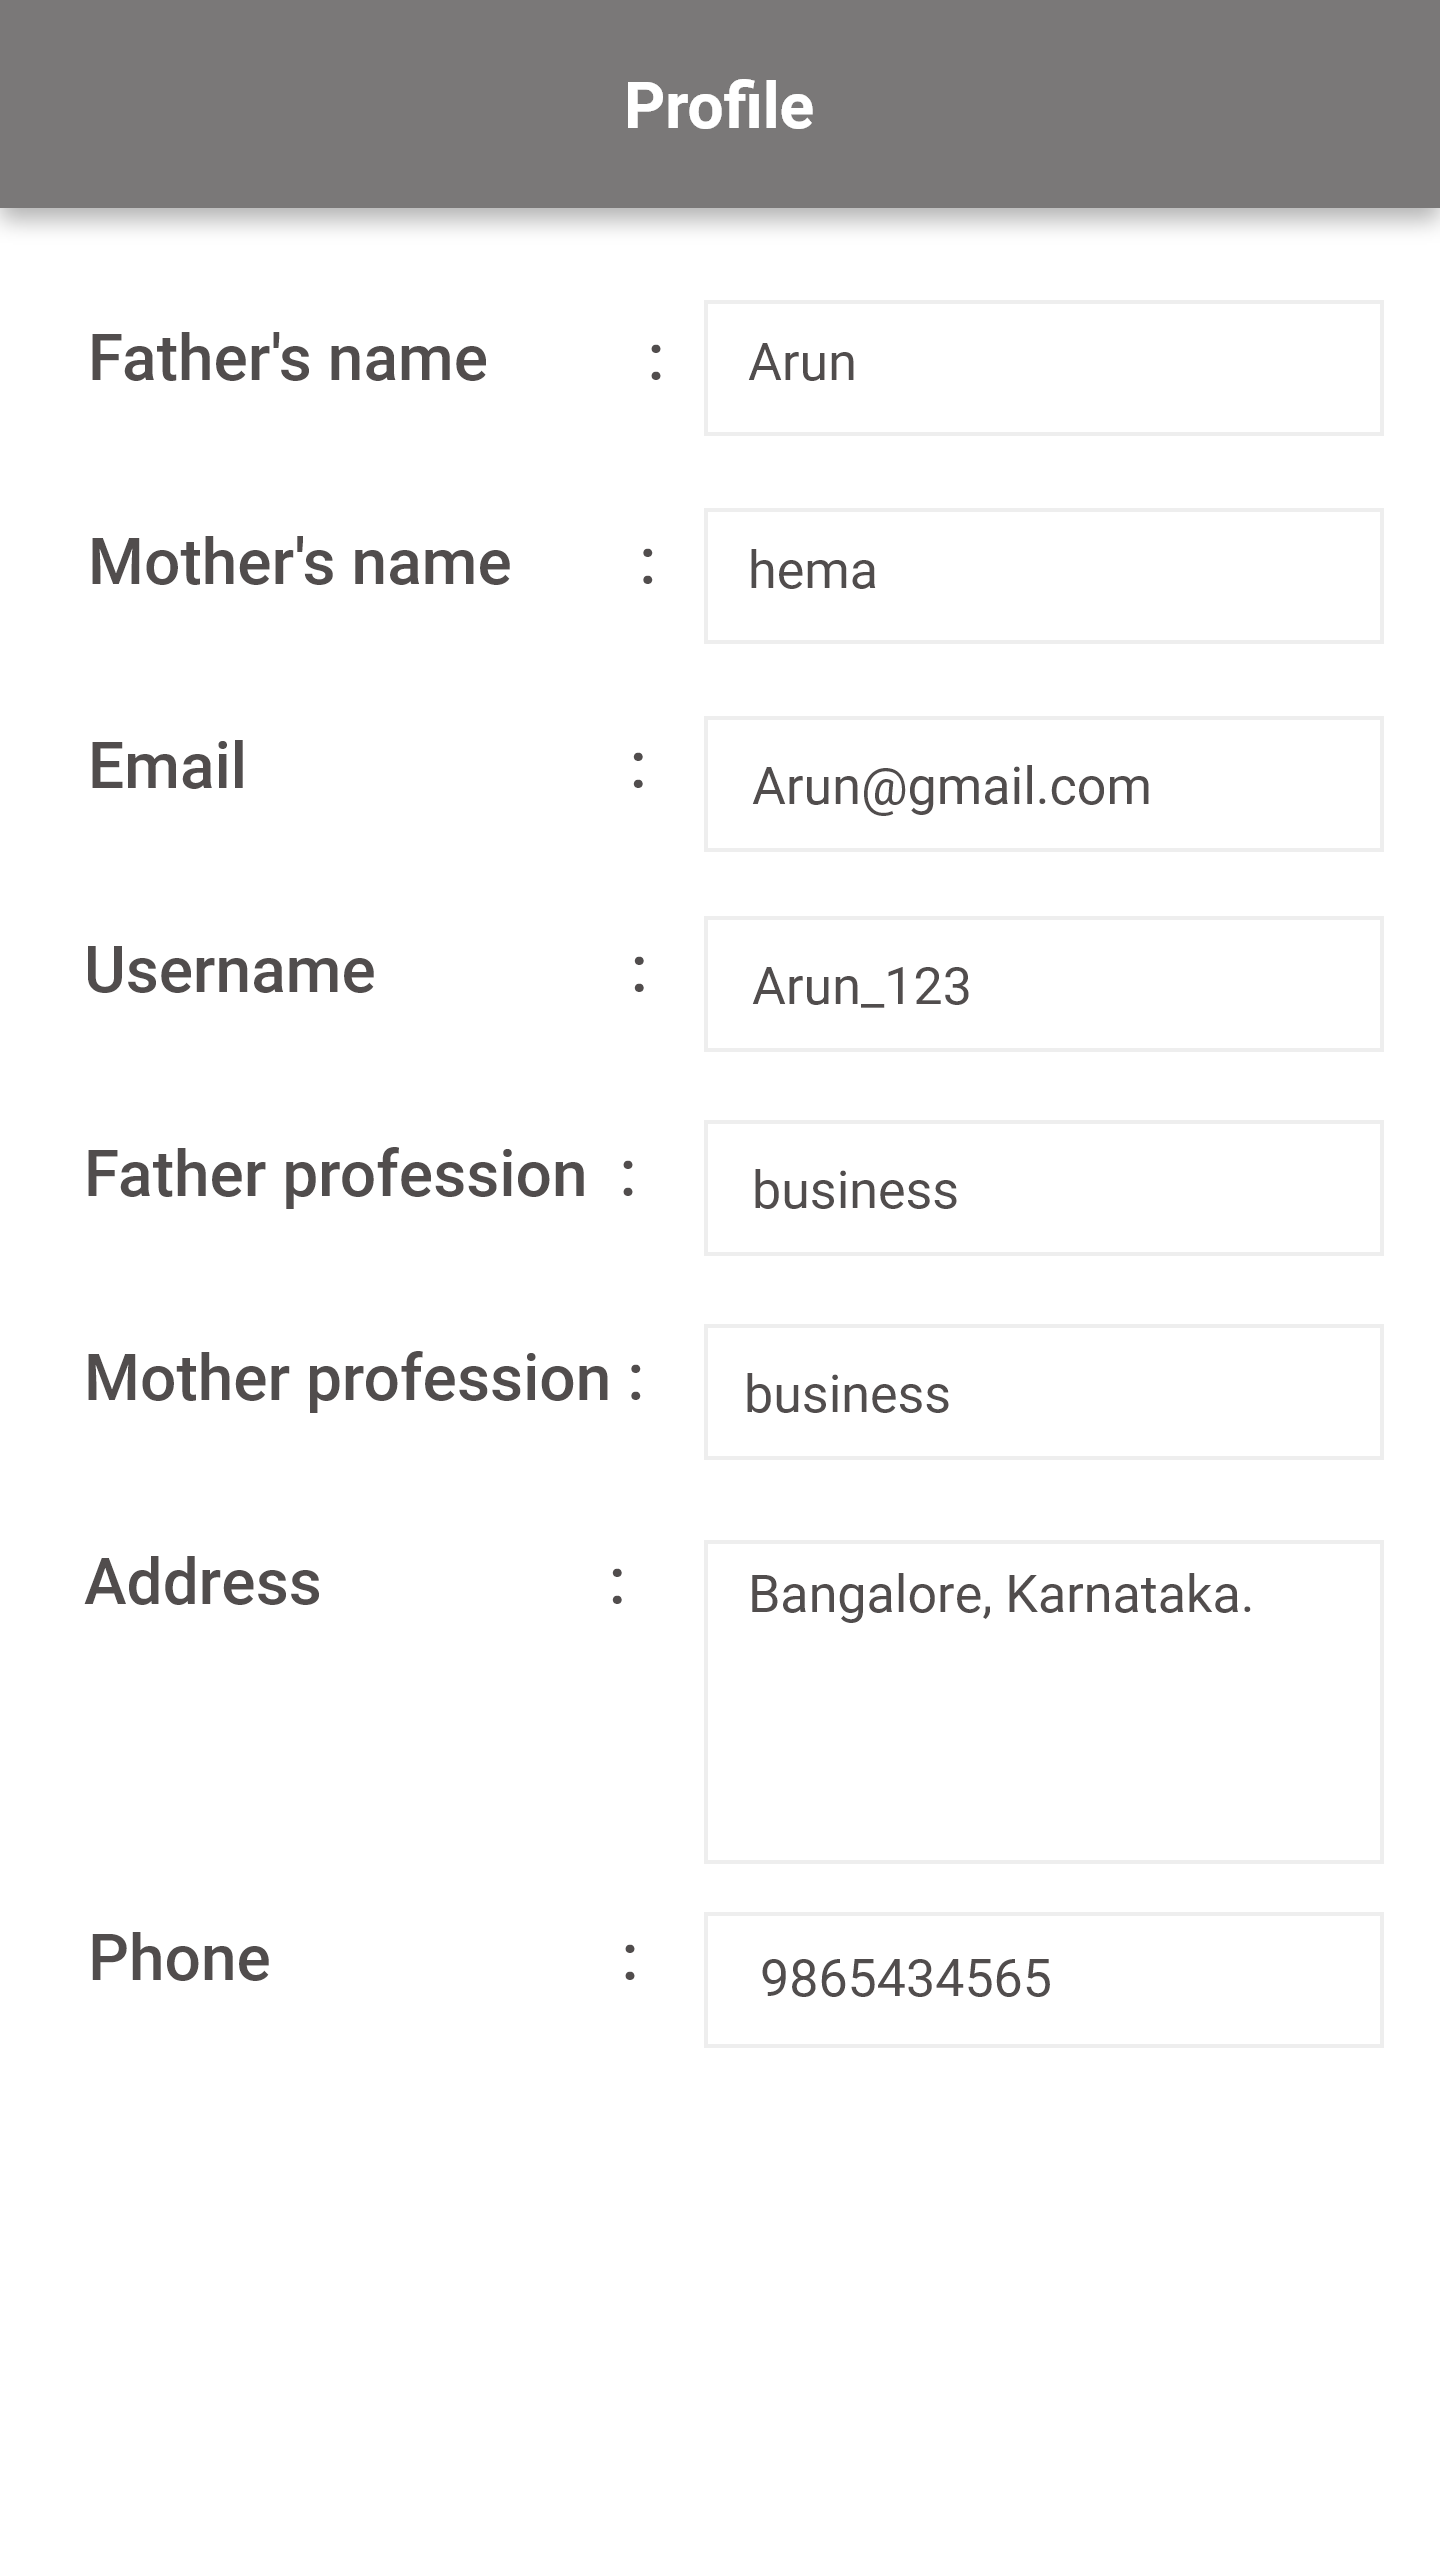 Profile
Father's name : Arun
Mother's name : hema
Email : Arun@gmail.com
Username : Arun_123
Father profession : business
Mother profession : business
Address : Bangalore, Karnataka.
Phone : 9865434565